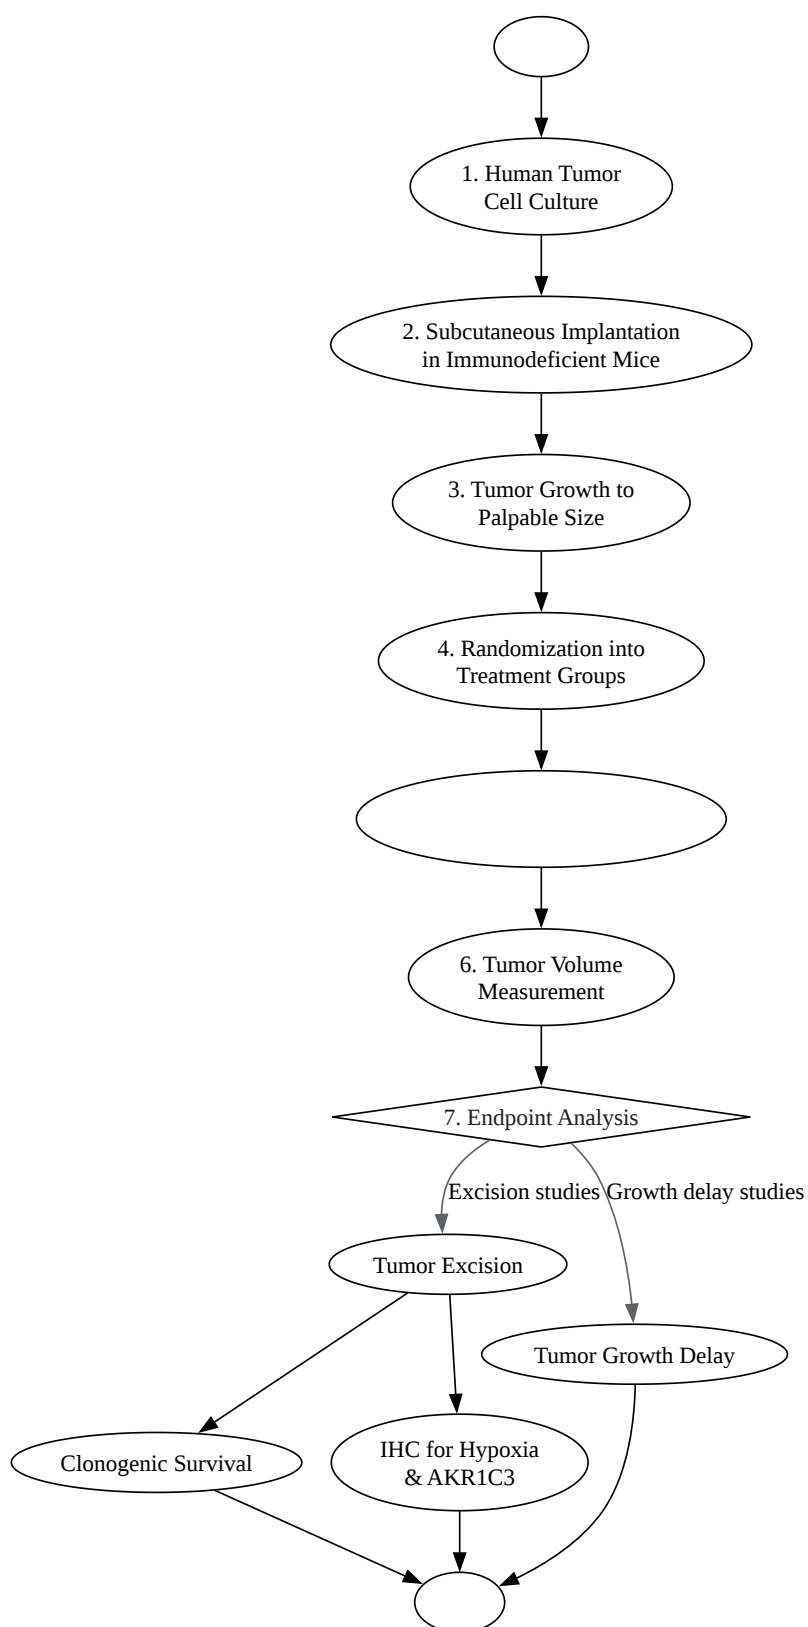 1. Human Tumor
Cell Culture
2. Subcutaneous Implantation
in Immunodeficient Mice
3. Tumor Growth to
Palpable Size
4. Randomization into
Treatment Groups
6. Tumor Volume
Measurement
7. Endpoint Analysis
Excision studies
Growth delay studies
Tumor Excision
Tumor Growth Delay
Clonogenic Survival
IHC for Hypoxia
& AKR1C3